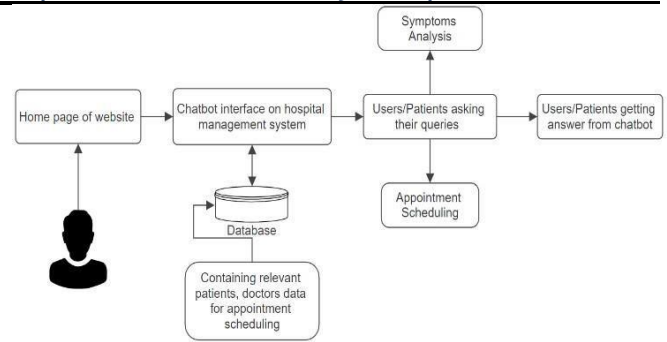 Symptoms
Analysis
Home page of website
Chatbot interface on hospital
management system
Users/Patients asking
their queries
Users/Patients getting
answer from chatbot
Appointment
Scheduling
Database
Containing relevant
patients, doctors data
for appointment
scheduling